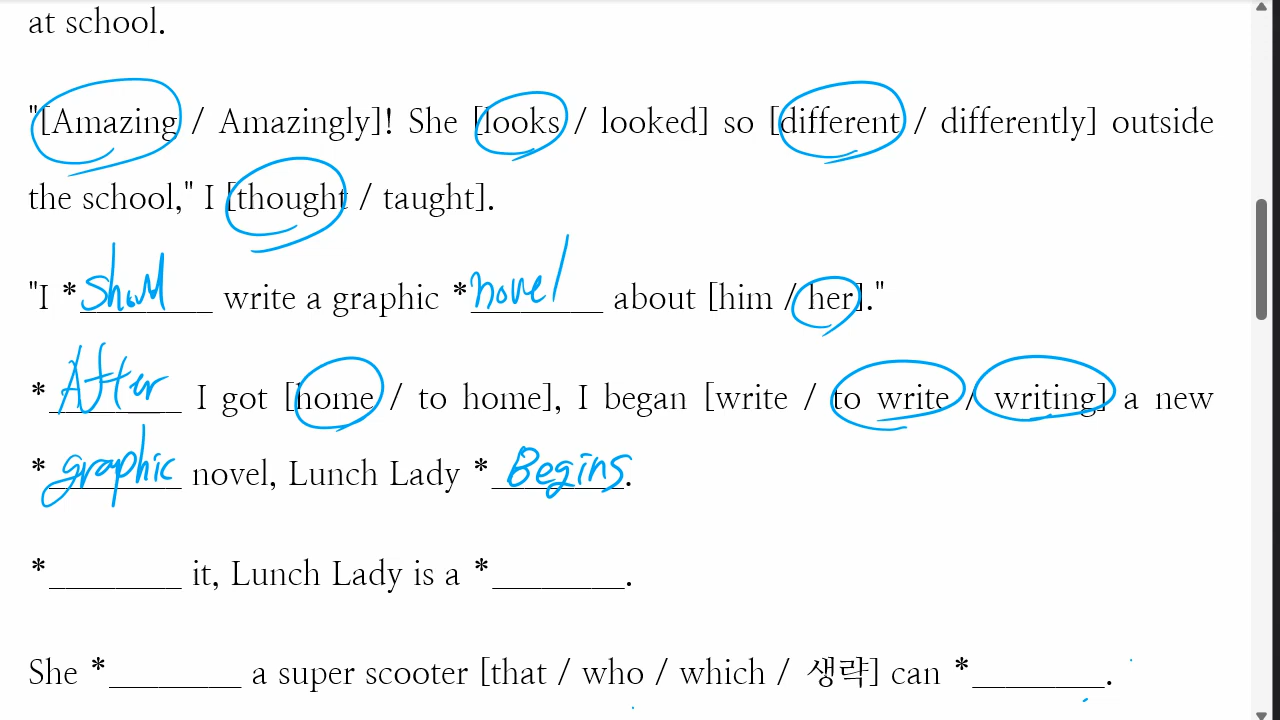 at school.
"[Amazing / Amazingly]! She [looks / looked] so [different / differently] outside
the school," I [thought / taught].
"I *should write a graphic *novel about [him / her]."
*After I got [home / to home], I began [write / to write / writing] a new
*graphic novel, Lunch Lady *Begins.
*________ it, Lunch Lady is a *________.
She *________ a super scooter [that / who / which / 생략] can *________.